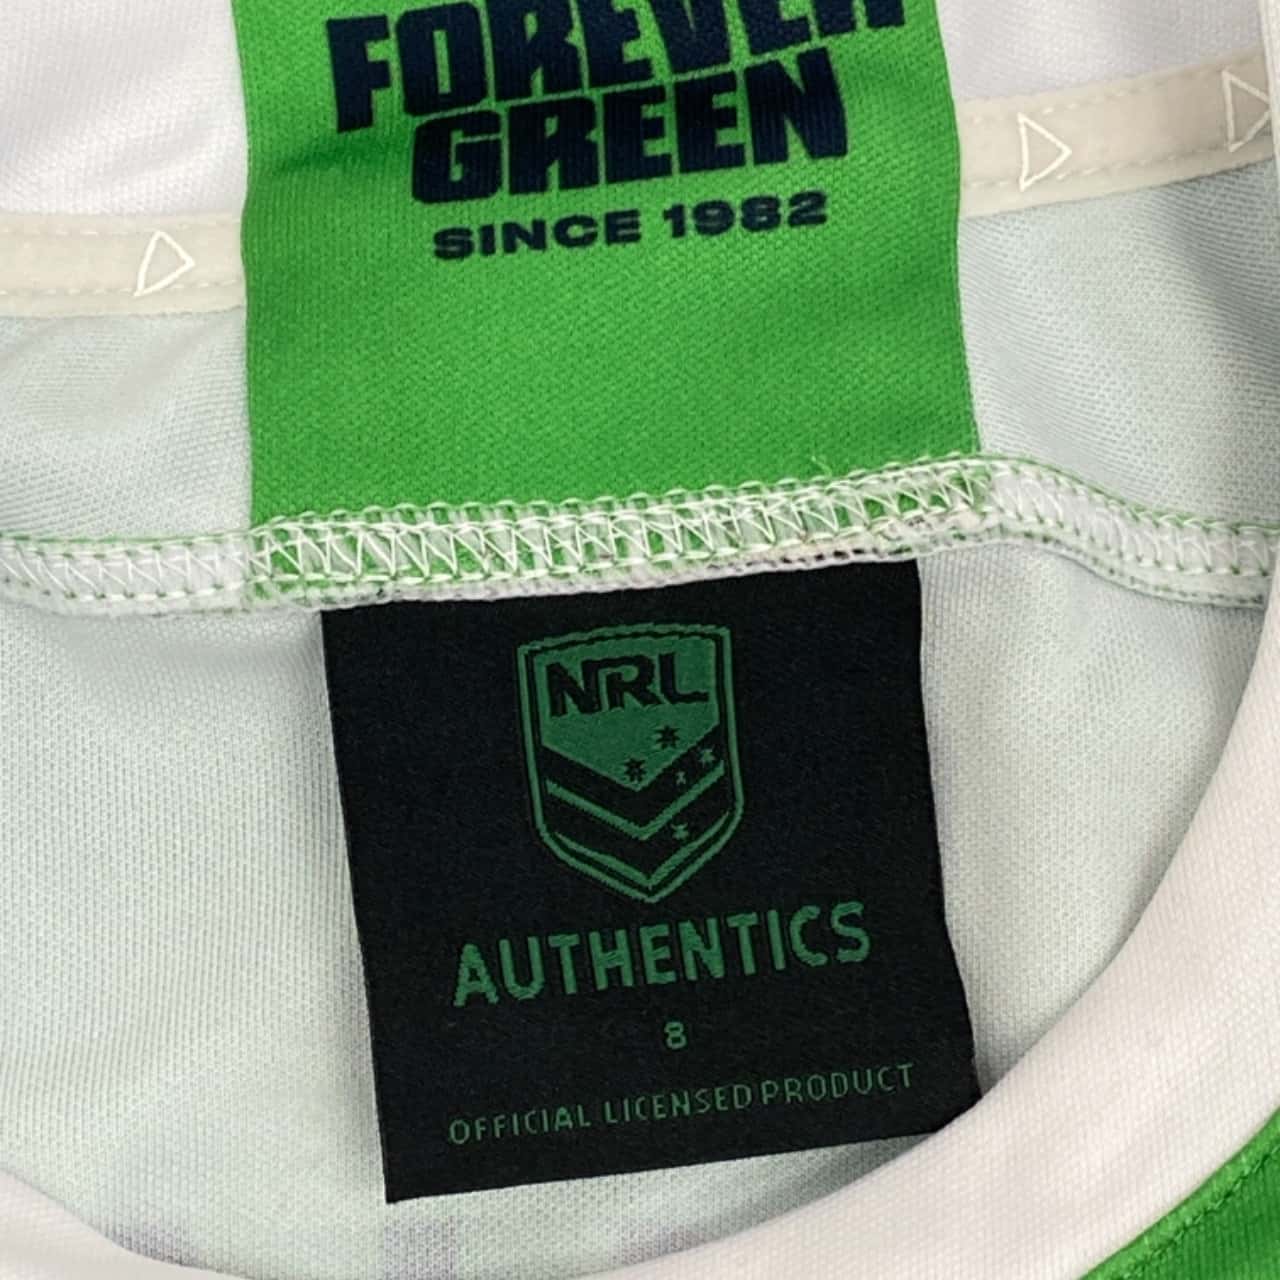 FOREVER
GREEN
SINCE 1982
NRL
AUTHENTICS
8
OFFICIAL LICENSED PRODUCT